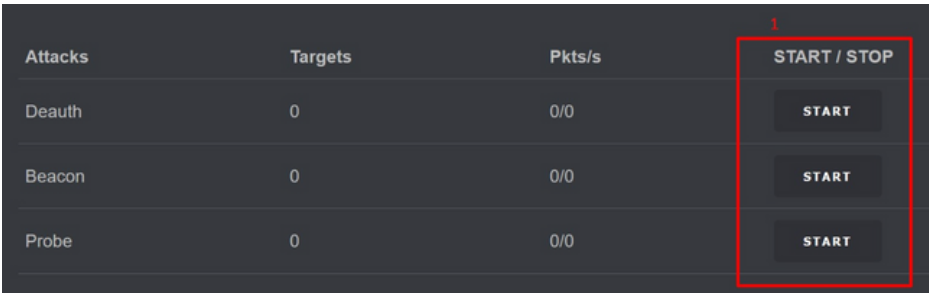 1
Attacks Targets Pkts/s START / STOP
Deauth 0 0/0 START
Beacon 0 0/0 START
Probe 0 0/0 START